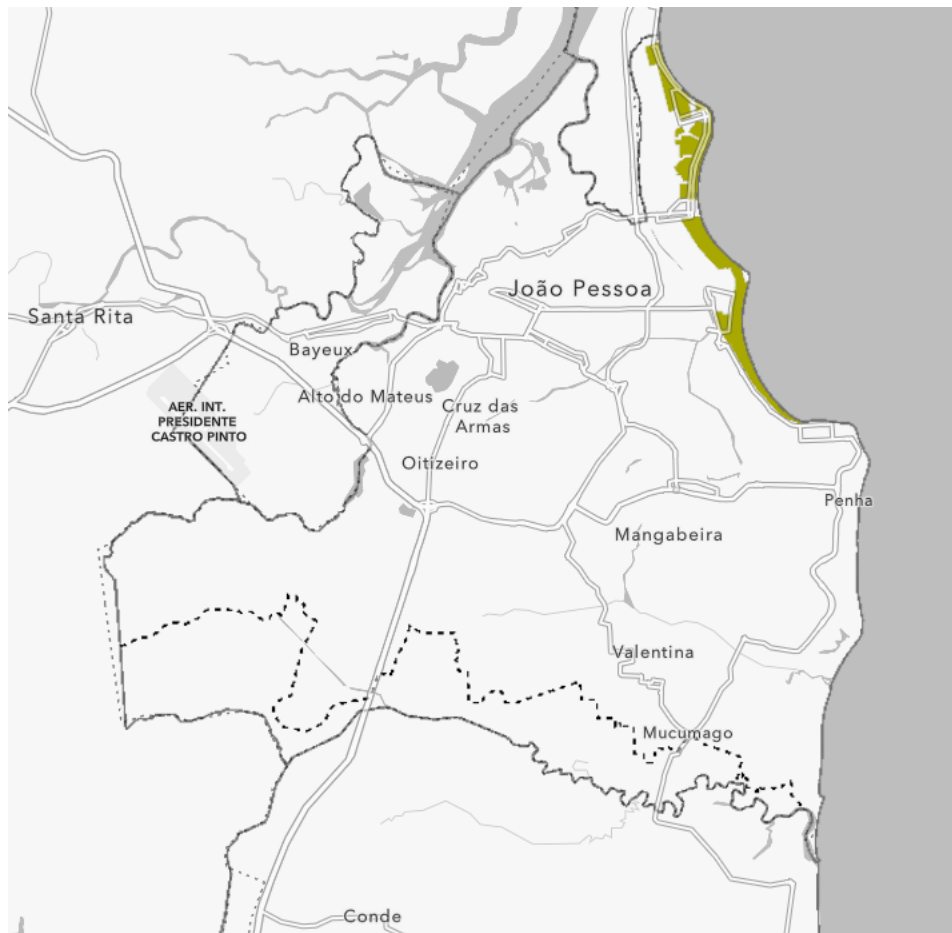 João Pessoa
Santa Rita
Bayeux
Alto do Mateus
Cruz das
Armas
AER. INT.
PRESIDENTE
CASTRO PINTO
Oitizeiro
Penha
Mangabeira
Valentina
Mucumago
Conde